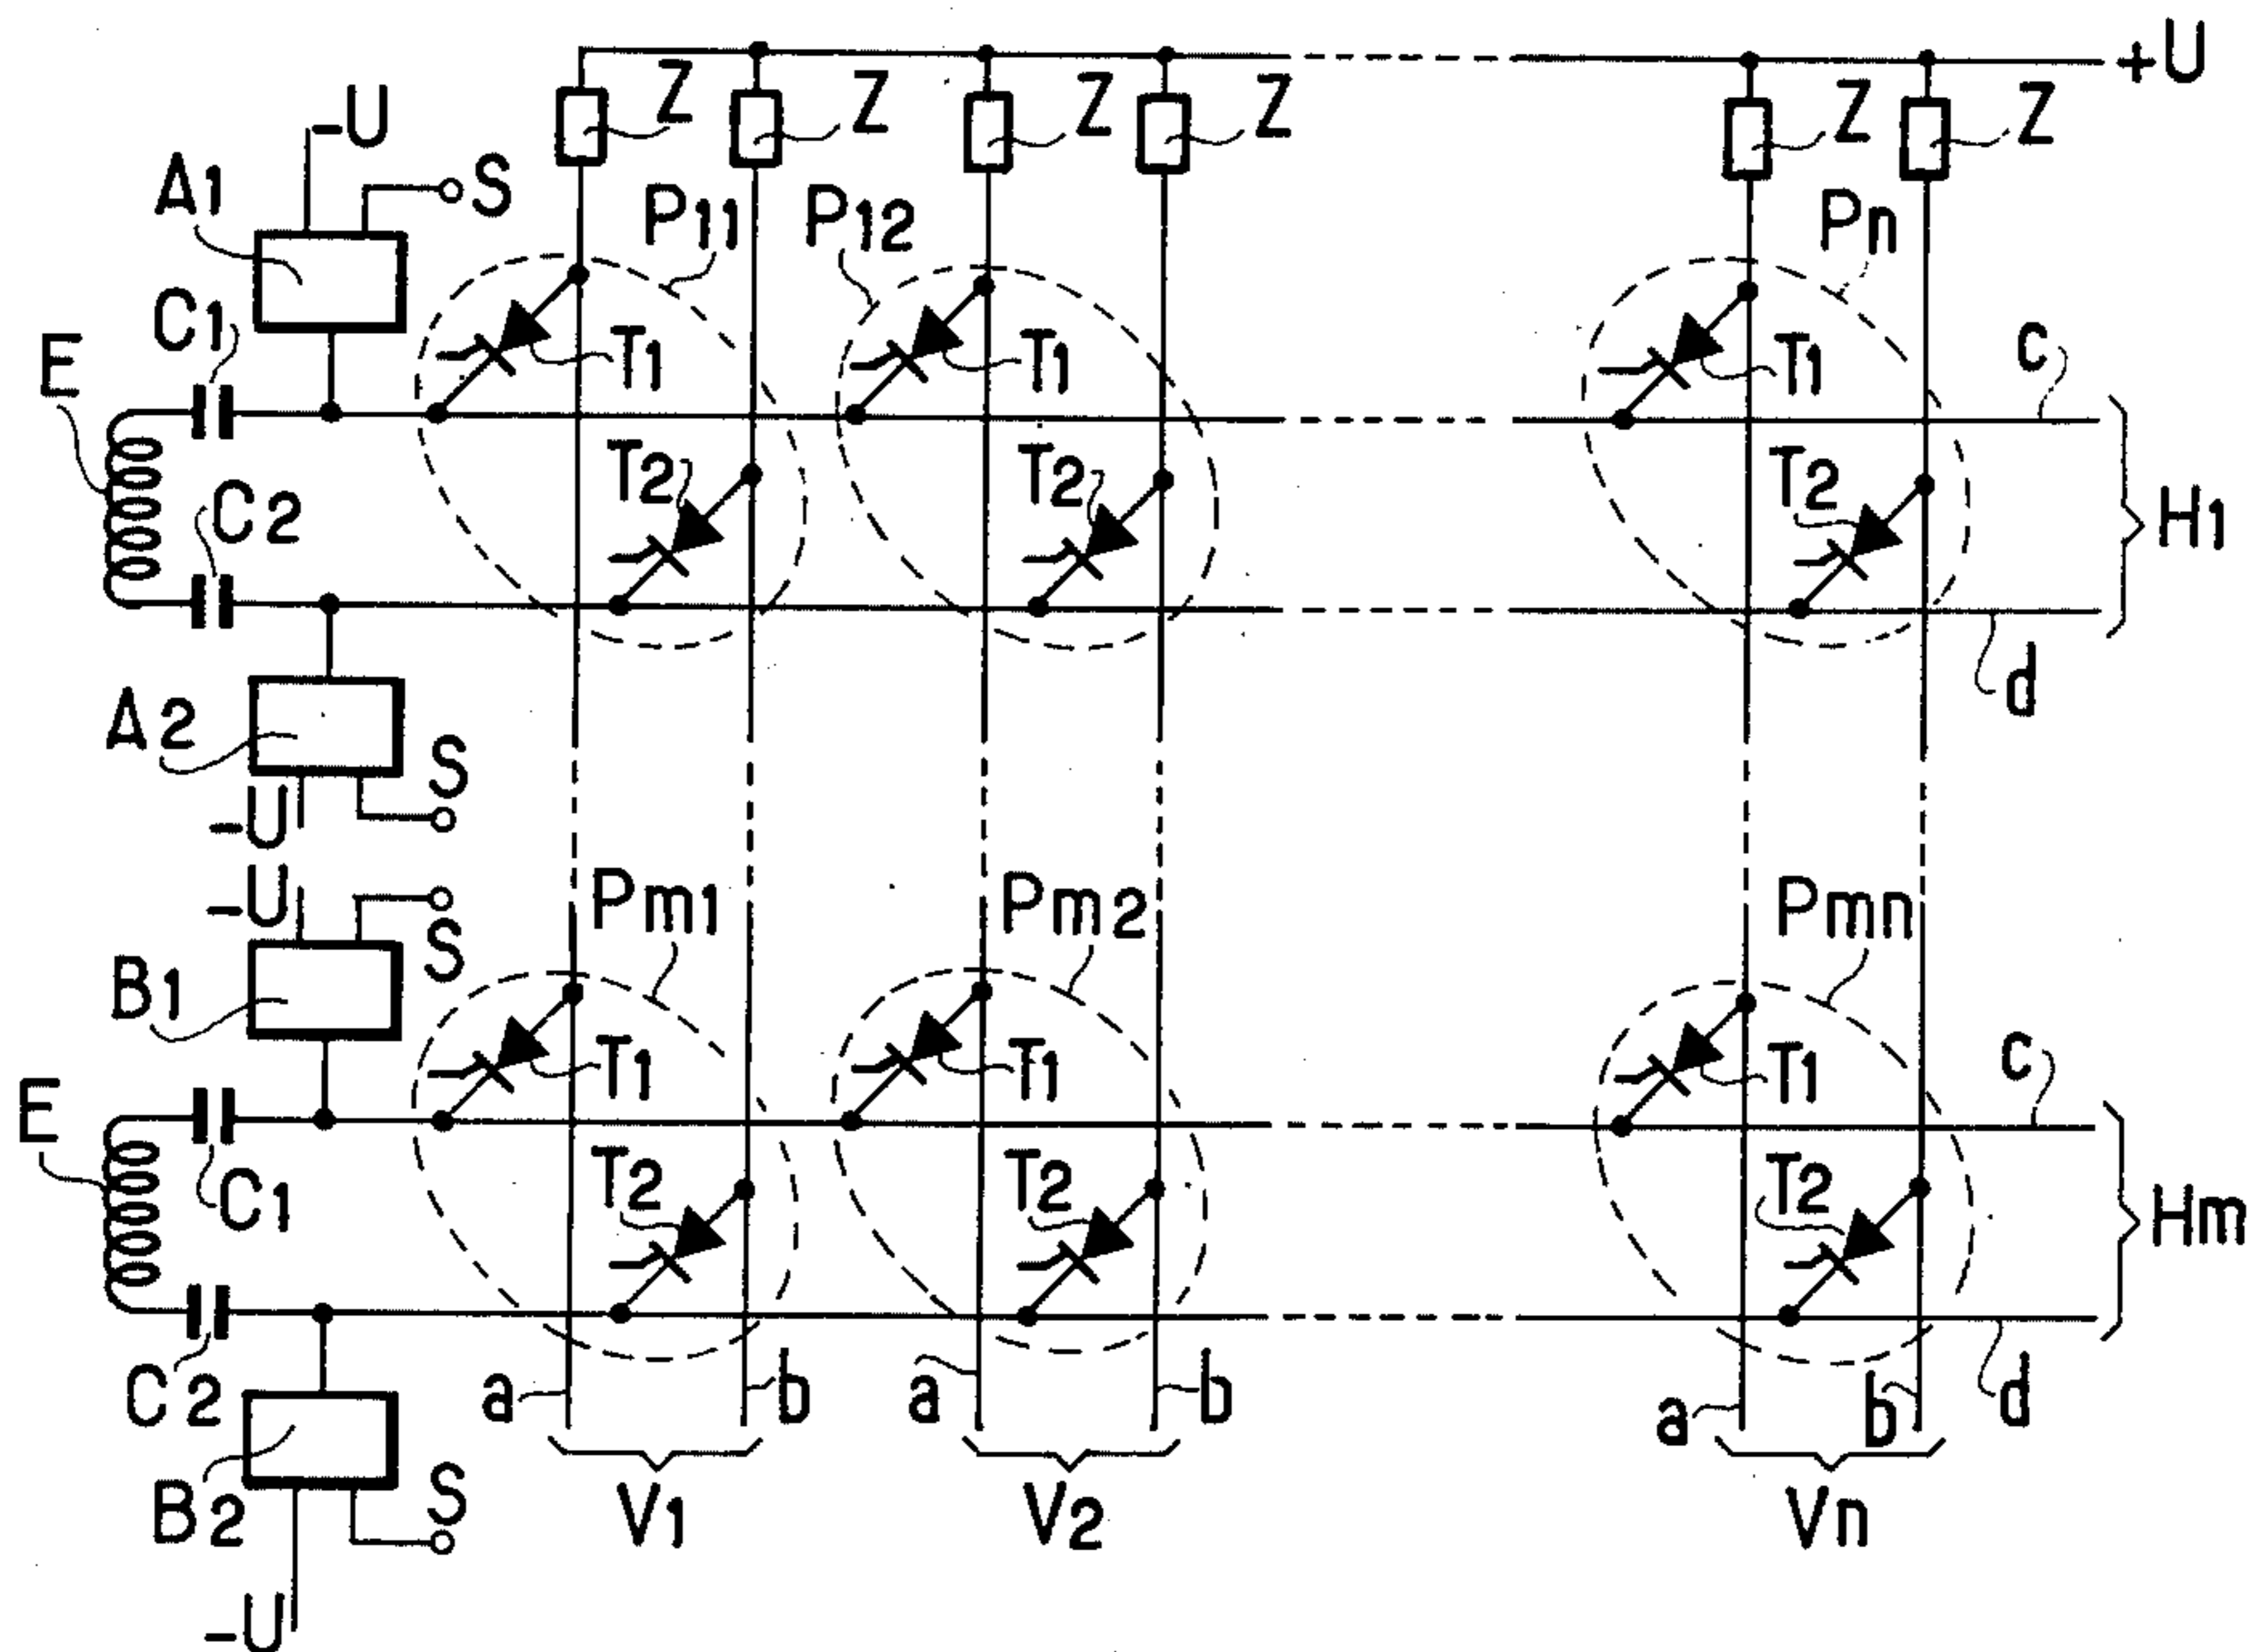 +U
Z Z Z Z Z Z
-U
A1 S P11 P12 Pn
C1 T1 T1 T1 c
E
C2 T2 T2 T2 H1
d
A2 S
-U
-U S Pm1 Pm2 Pmn
B1
T1 T1 T1 c
E
C1 T2 T2 T2 Hm
C2 a b a b a b d
B2 S V1 V2 Vn
-U